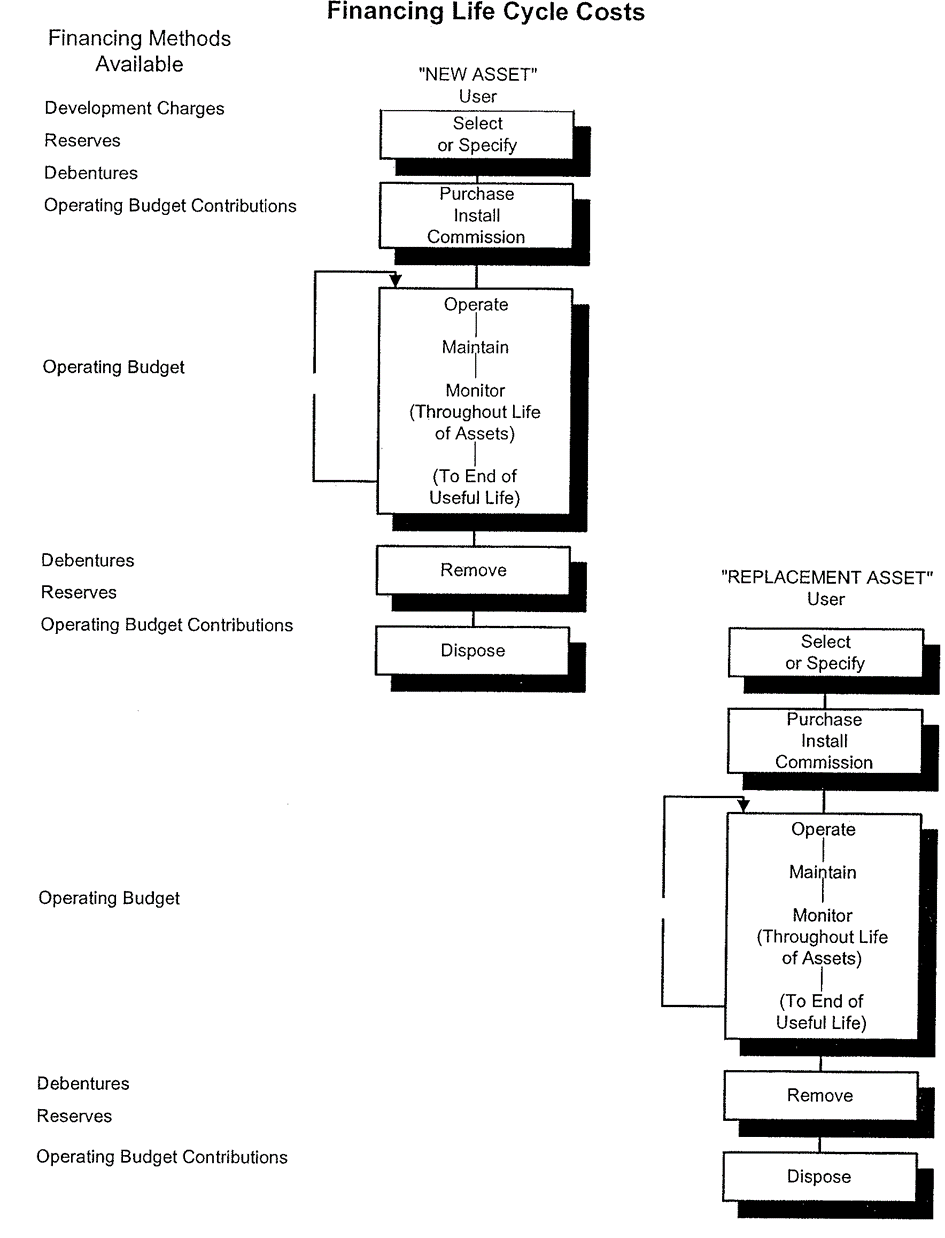 Financing Life Cycle Costs
Financing Methods
Available
Development Charges
Reserves
Debentures
Operating Budget Contributions
"NEW ASSET"
User
Select
or Specify
Purchase
Install
Commission
Operating Budget
Operate
Maintain
Monitor
(Throughout Life
of Assets)
(To End of
Useful Life)
Debentures
Reserves
Operating Budget Contributions
Remove
Dispose
"REPLACEMENT ASSET"
User
Select
or Specify
Purchase
Install
Commission
Operating Budget
Operate
Maintain
Monitor
(Throughout Life
of Assets)
(To End of
Useful Life)
Debentures
Reserves
Operating Budget Contributions
Remove
Dispose